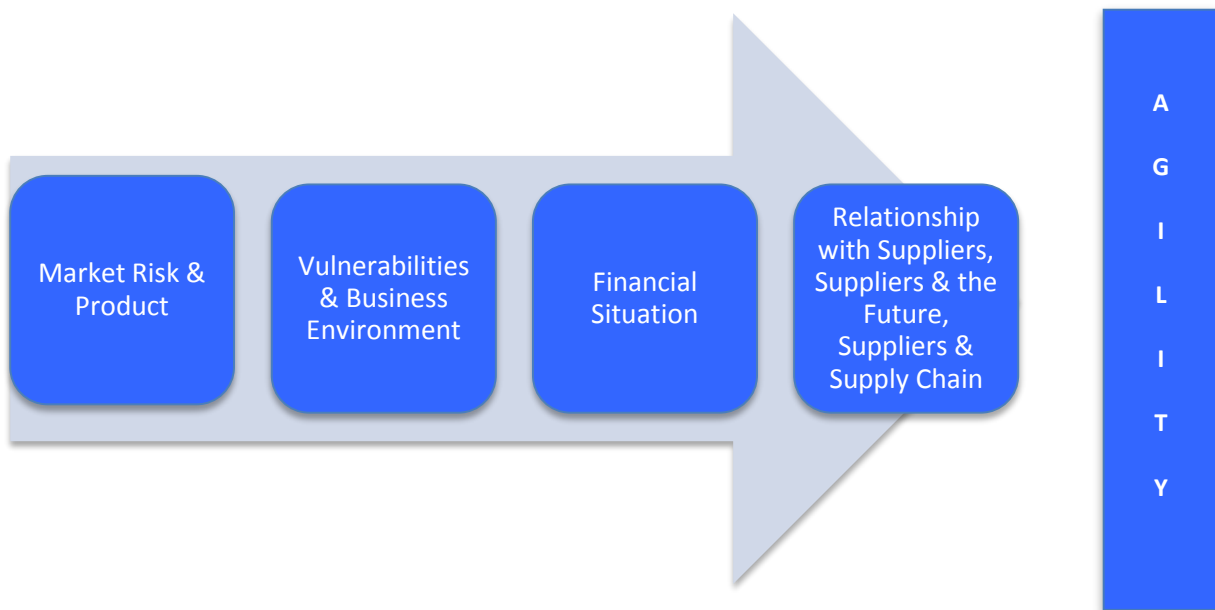 Market Risk &
Product
Vulnerabilities
& Business
Environment
Financial
Situation
Relationship
with Suppliers,
Suppliers & the
Future,
Suppliers &
Supply Chain
A
G
I
L
I
T
Y